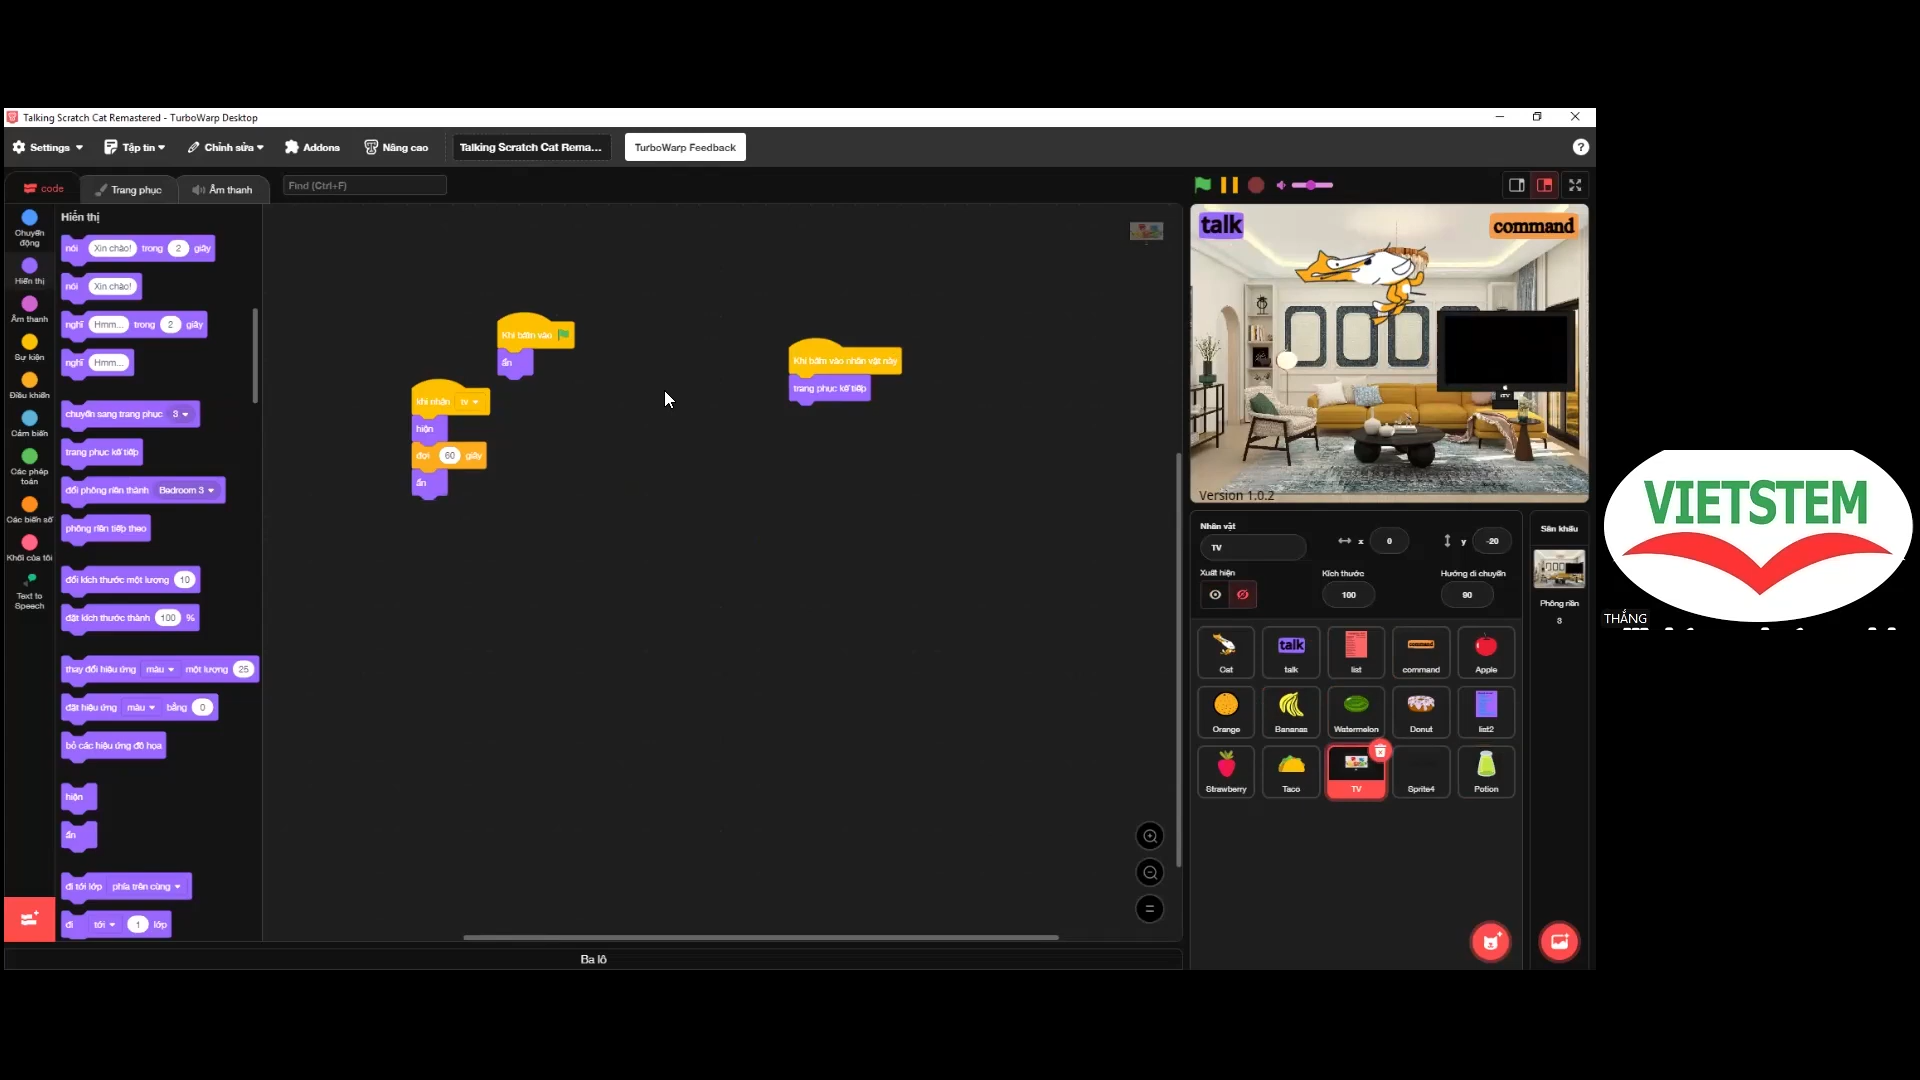 Talking Scratch Cat Remastered - TurboWarp Desktop
Settings Tập tin Chỉnh sửa Addons Nâng cao Talking Scratch Cat Rema... TurboWarp Feedback ?
code Trang phục Âm thanh Find (Ctrl+F)
Hiển thị
Chuyển động
Hiển thị
Âm thanh
Sự kiện
Điều khiển
Cảm biến
Các phép toán
Các biến số
Khối của tôi
Text to Speech
nói Xin chào! trong 2 giây
nói Xin chào!
nghĩ Hmm... trong 2 giây
nghĩ Hmm...
chuyển sang trang phục 3
trang phục kế tiếp
đổi phông nền thành Bedroom 3
phông nền tiếp theo
đổi kích thước một lượng 10
đặt kích thước thành 100 %
thay đổi hiệu ứng màu một lượng 25
đặt hiệu ứng màu bằng 0
bỏ các hiệu ứng đồ họa
hiện
ẩn
đi tới lớp phía trên cùng
đi tới 1 lớp
Khi bấm vào
ẩn
khi nhận tv
hiện
đợi 60 giây
ẩn
Khi bấm vào nhân vật này
trang phục kế tiếp
Ba lô
talk
command
Version 1.0.2
Nhân vật
TV x 0 y -20
Xuất hiện Kích thước Hướng di chuyển
100 90
Cat talk list command Apple
Orange Bananas Watermelon Donut list2
Strawberry Taco TV Sprite4 Potion
Sân khấu
Phông nền
VIETSTEM
THẮNG